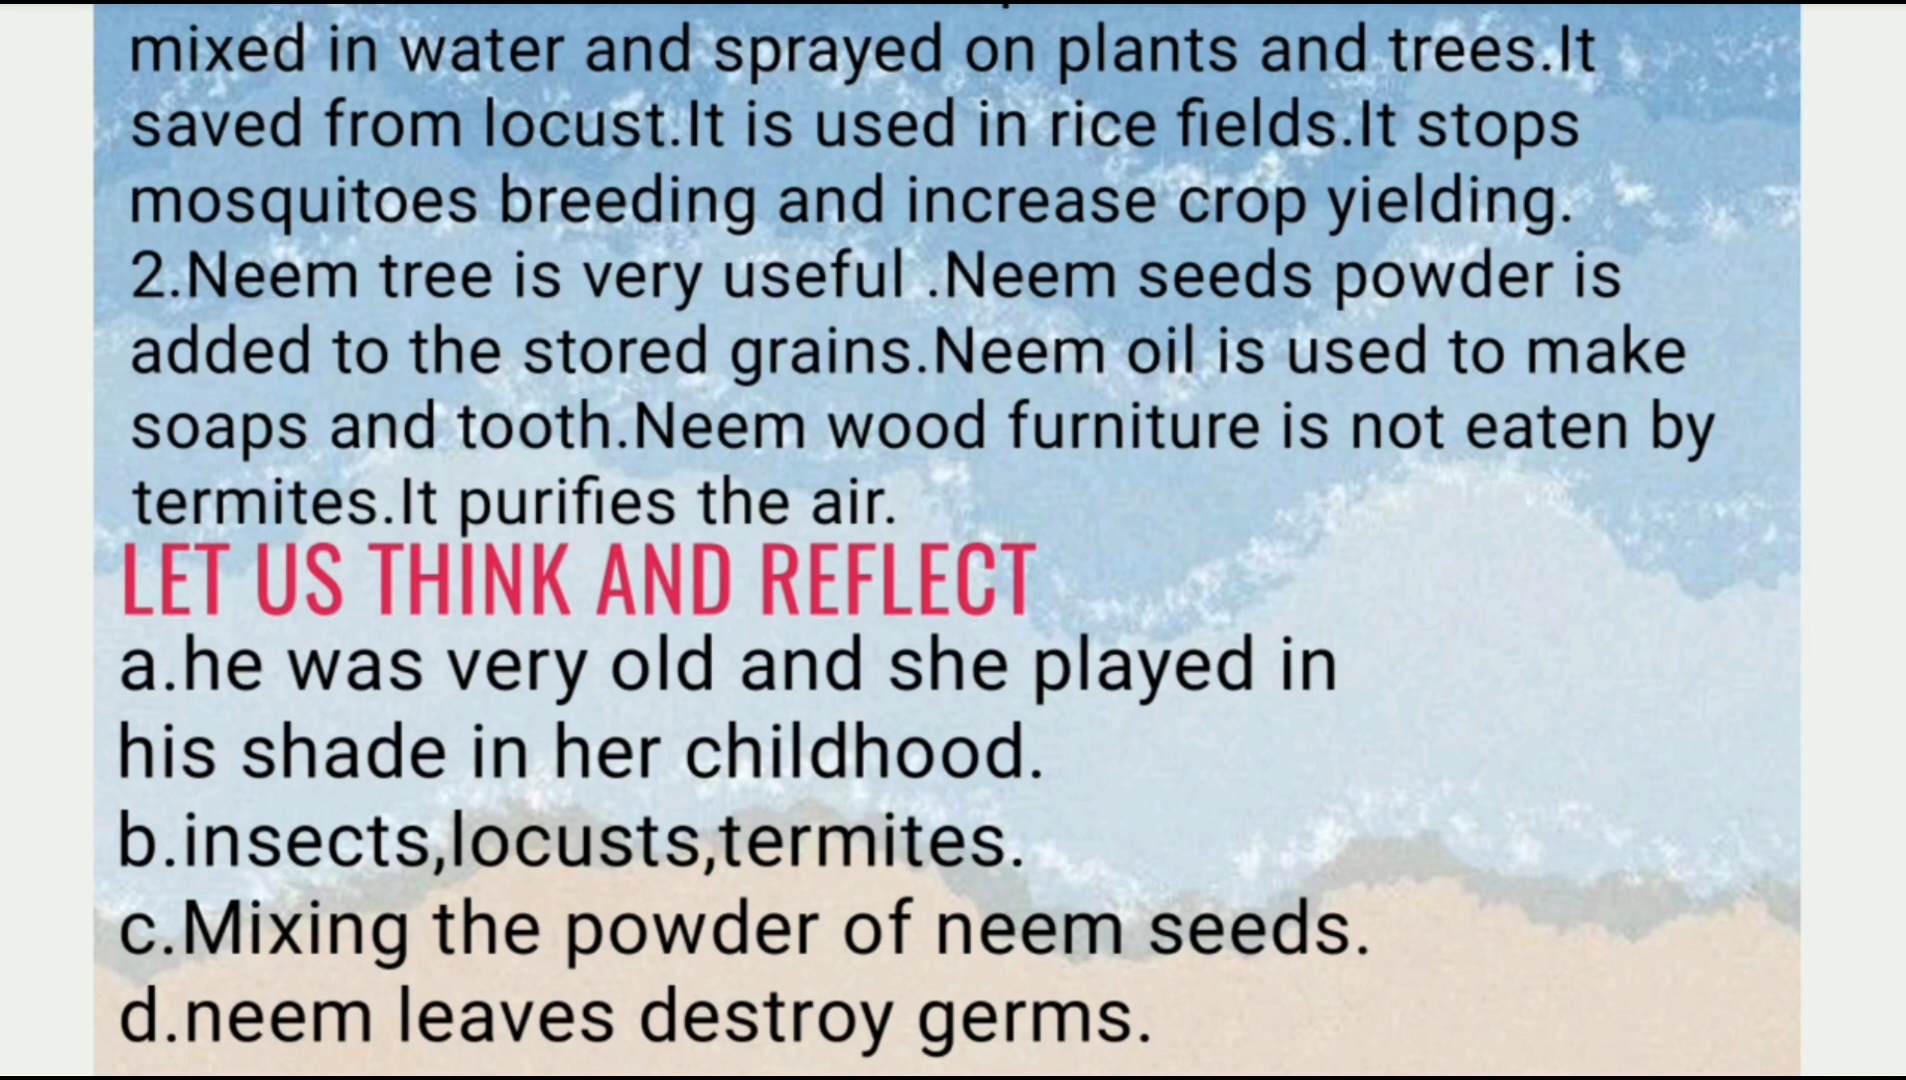 mixed in water and sprayed on plants and trees.It
saved from locust.It is used in rice fields.It stops
mosquitoes breeding and increase crop yielding.
2.Neem tree is very useful .Neem seeds powder is
added to the stored grains.Neem oil is used to make
soaps and tooth.Neem wood furniture is not eaten by
termites.It purifies the air.
LET US THINK AND REFLECT
a.he was very old and she played in
his shade in her childhood.
b.insects,locusts,termites.
c.Mixing the powder of neem seeds.
d.neem leaves destroy germs.